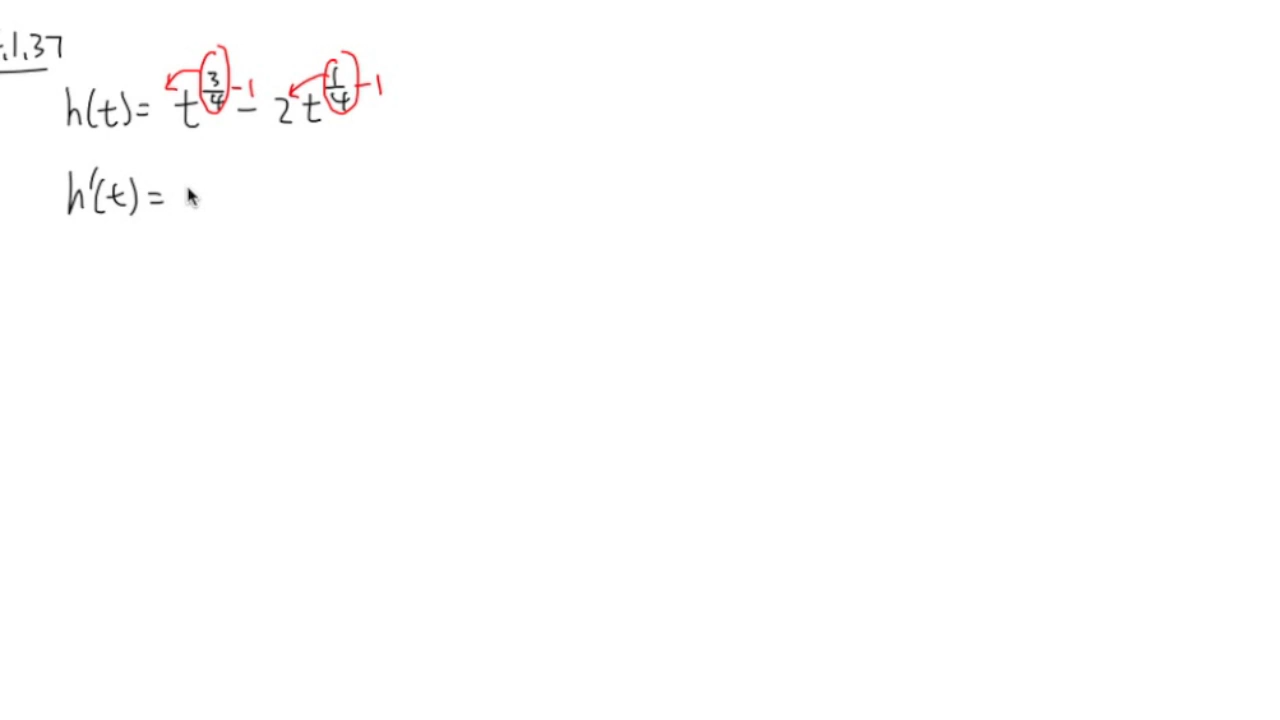 .1.37
h(t) = t^(3/4) -1 - 2t^(1/4) -1
h'(t) =